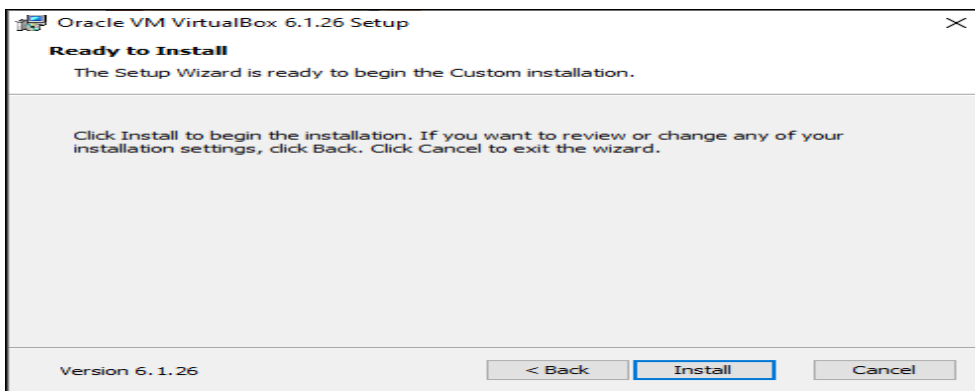 Oracle VM VirtualBox 6.1.26 Setup
Ready to Install
The Setup Wizard is ready to begin the Custom installation.
Click Install to begin the installation. If you want to review or change any of your
installation settings, click Back. Click Cancel to exit the wizard.
Version 6.1.26
< Back
Install
Cancel